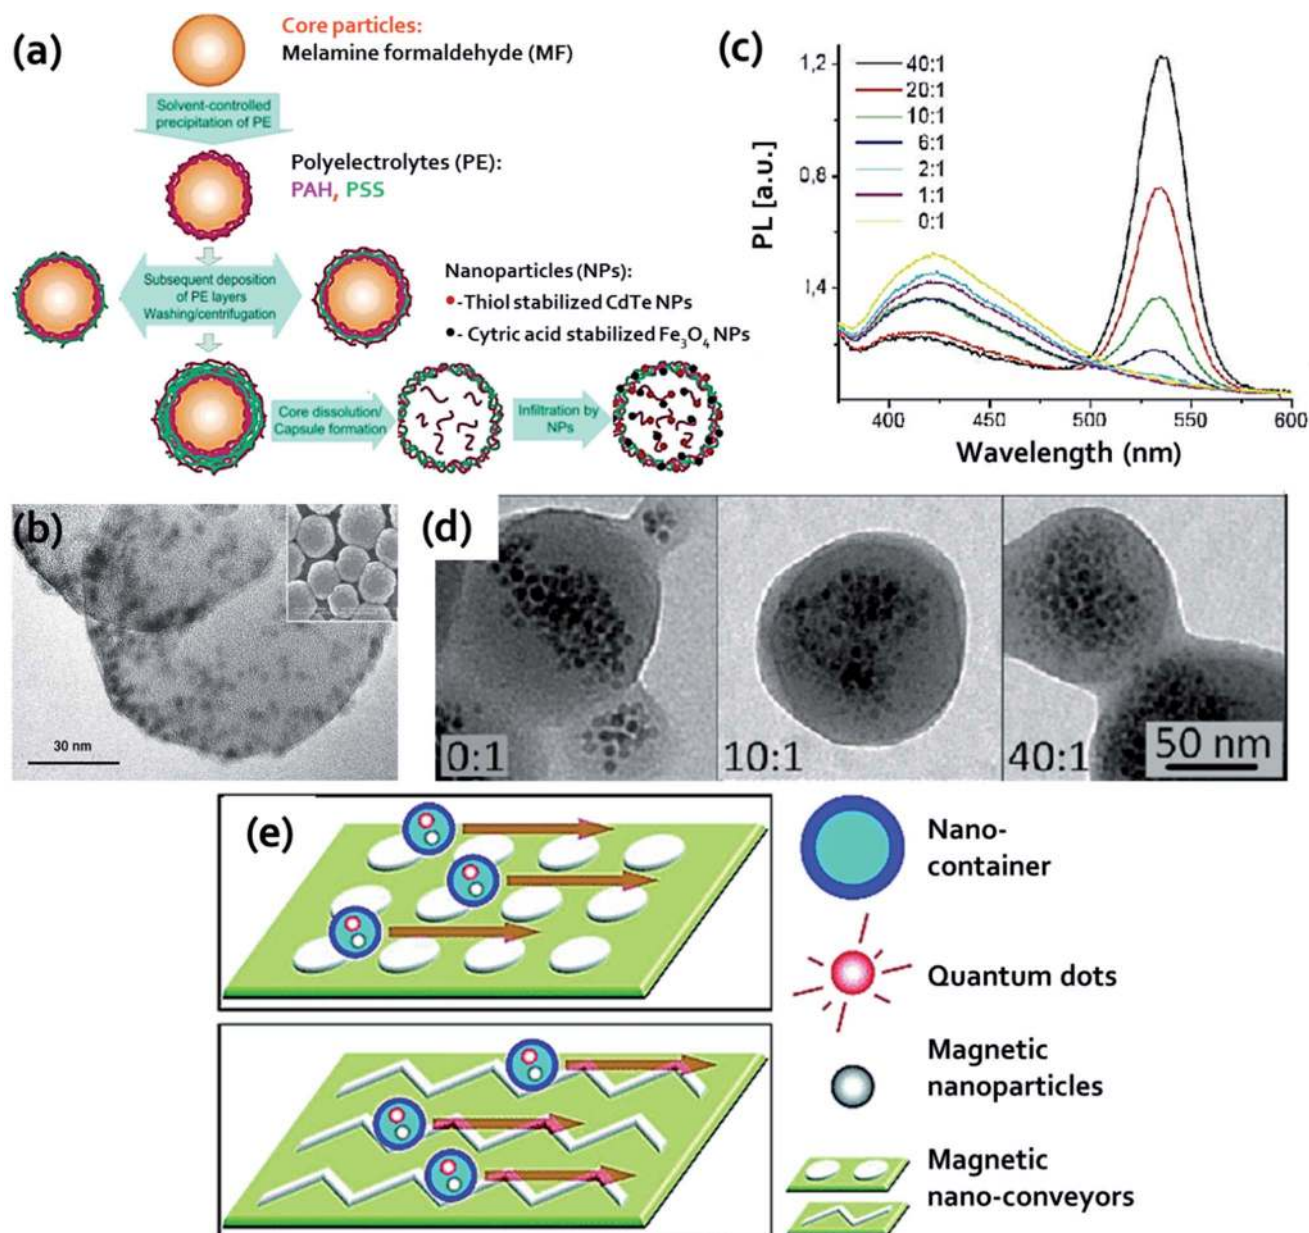 (a)
Core particles:
Melamine formaldehyde (MF)
Solvent-controlled
precipitation of PE
Polyelectrolytes (PE):
PAH, PSS
Subsequent deposition
of PE layers
Washing/centrifugation
Nanoparticles (NPs):
-Thiol stabilized CdTe NPs
- Cytric acid stabilized Fe3O4 NPs
Core dissolution/
Capsule formation
Infiltration by
NPs
(c)
PL [a.u.]
1,2
0,8
,4
40:1
20:1
10:1
6:1
2:1
1:1
0:1
400
450
500
550
600
Wavelength (nm)
(b)
30 nm
(d)
0:1
10:1
40:1
50 nm
(e)
Nano-
container
Quantum dots
Magnetic
nanoparticles
Magnetic
nano-conveyors